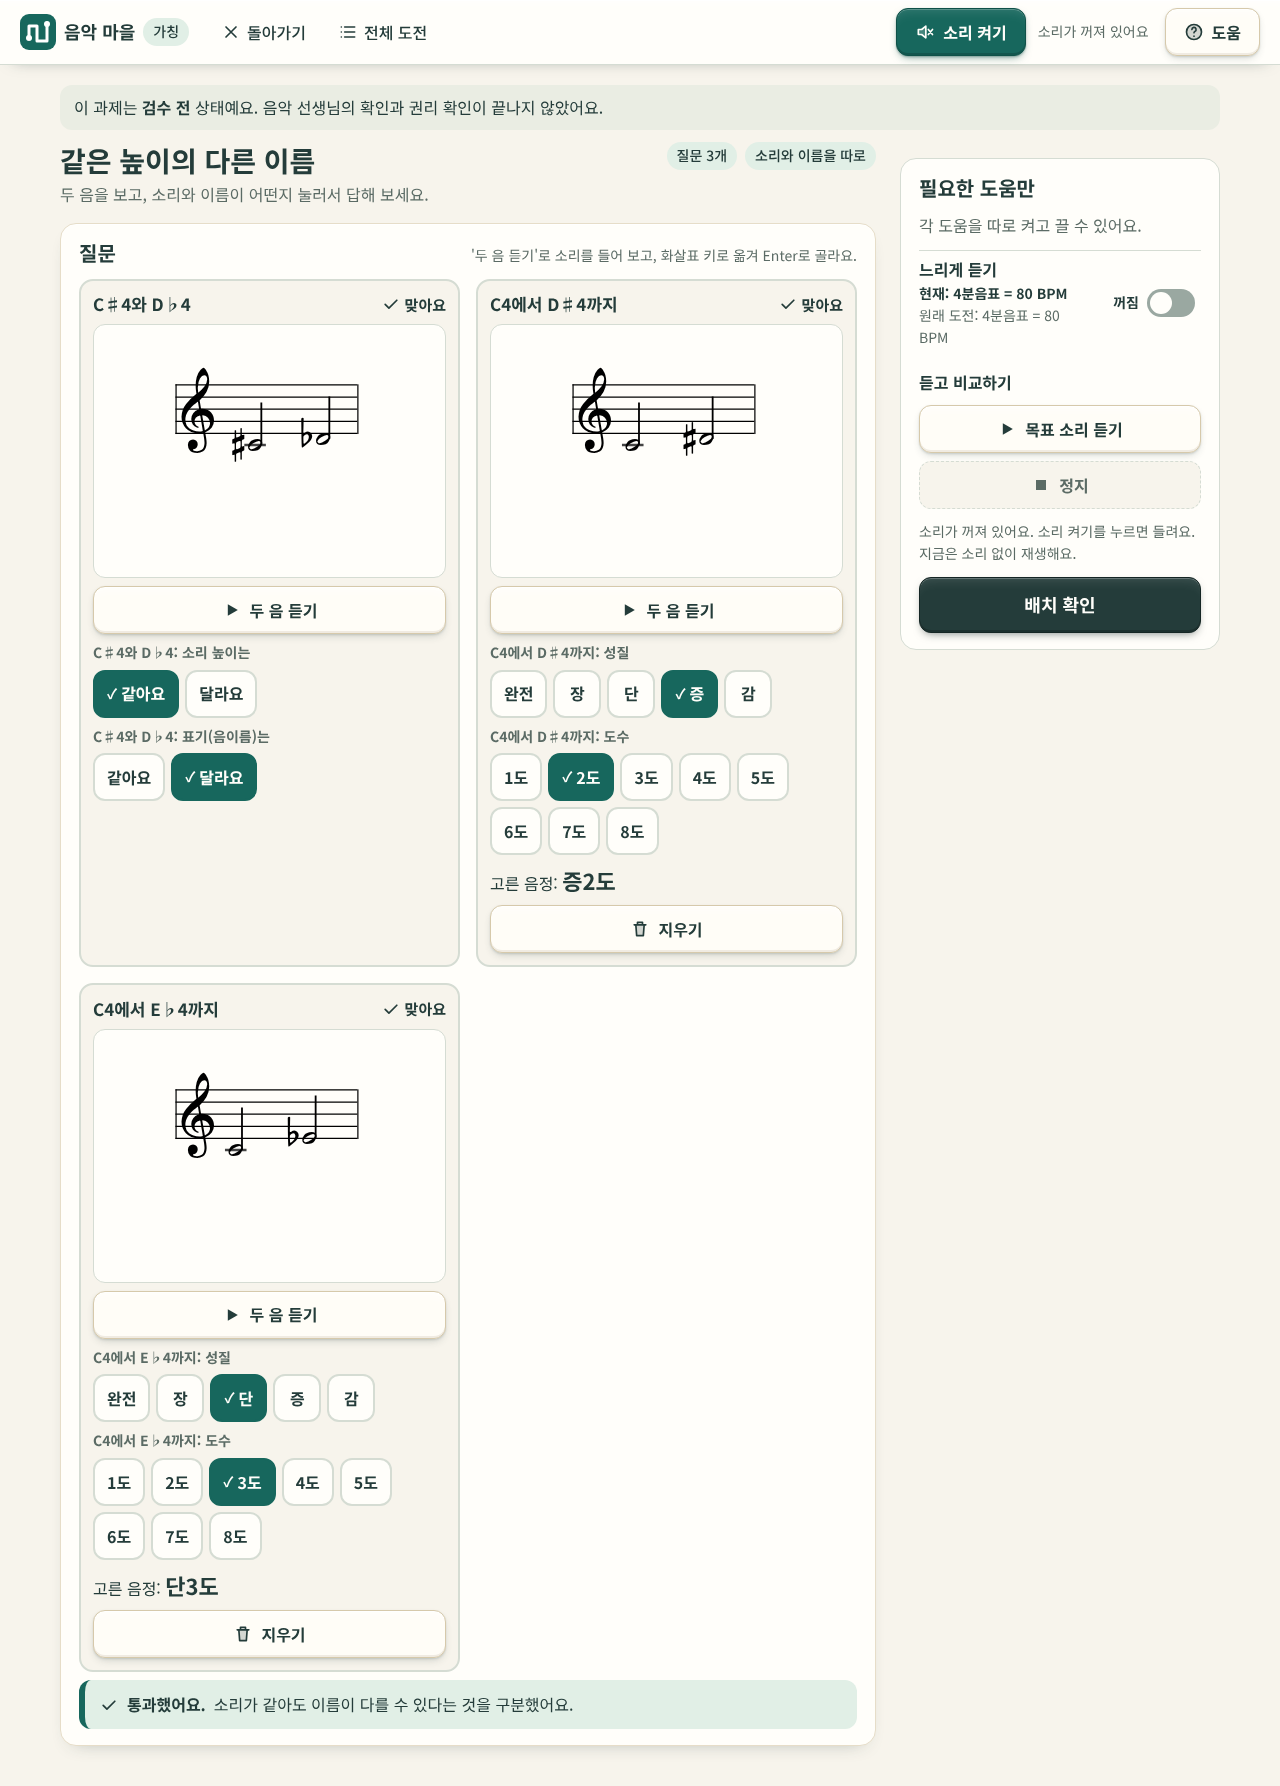 음악 마을 가칭 돌아가기 전체 도전 소리 켜기 소리가 꺼져 있어요 도움
이 과제는 검수 전 상태예요. 음악 선생님의 확인과 권리 확인이 끝나지 않았어요.
같은 높이의 다른 이름
질문 3개 소리와 이름을 따로
두 음을 보고, 소리와 이름이 어떤지 눌러서 답해 보세요.
질문
'두 음 듣기'로 소리를 들어 보고, 화살표 키로 옮겨 Enter로 골라요.
C♯4와 D♭4 맞아요
두 음 듣기
C♯4와 D♭4: 소리 높이는
✓ 같아요 달라요
C♯4와 D♭4: 표기(음이름)는
같아요 ✓ 달라요
C4에서 D♯4까지 맞아요
두 음 듣기
C4에서 D♯4까지: 성질
완전 장 단 ✓ 증 감
C4에서 D♯4까지: 도수
1도 ✓ 2도 3도 4도 5도
6도 7도 8도
고른 음정: 증2도
지우기
C4에서 E♭4까지 맞아요
두 음 듣기
C4에서 E♭4까지: 성질
완전 장 ✓ 단 증 감
C4에서 E♭4까지: 도수
1도 2도 ✓ 3도 4도 5도
6도 7도 8도
고른 음정: 단3도
지우기
통과했어요. 소리가 같아도 이름이 다를 수 있다는 것을 구분했어요.
필요한 도움만
각 도움을 따로 켜고 끌 수 있어요.
느리게 듣기
현재: 4분음표 = 80 BPM
원래 도전: 4분음표 = 80
BPM
꺼짐
듣고 비교하기
목표 소리 듣기
정지
소리가 꺼져 있어요. 소리 켜기를 누르면 들려요.
지금은 소리 없이 재생해요.
배치 확인